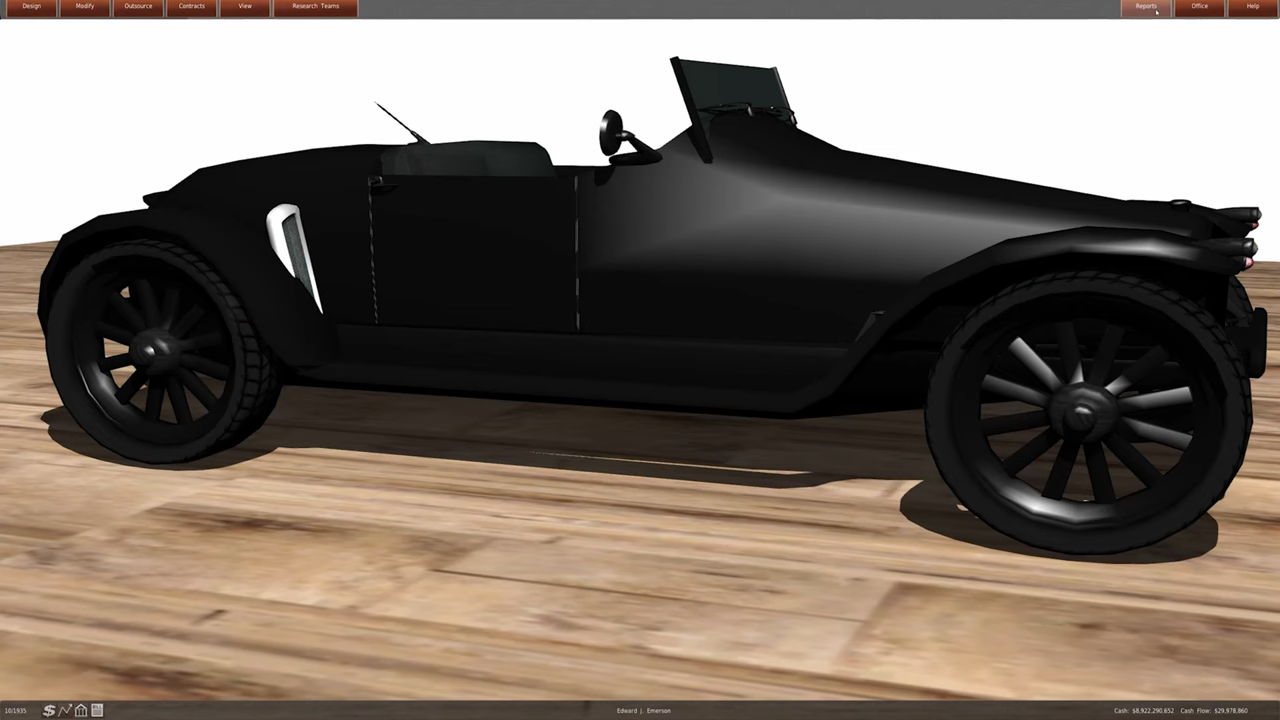 Design Modify Outsource Contracts View Research Teams Reports Office Help
10/1935 Edward J. Emerson Cash: $8,922,290,652 Cash Flow: $29,978,860